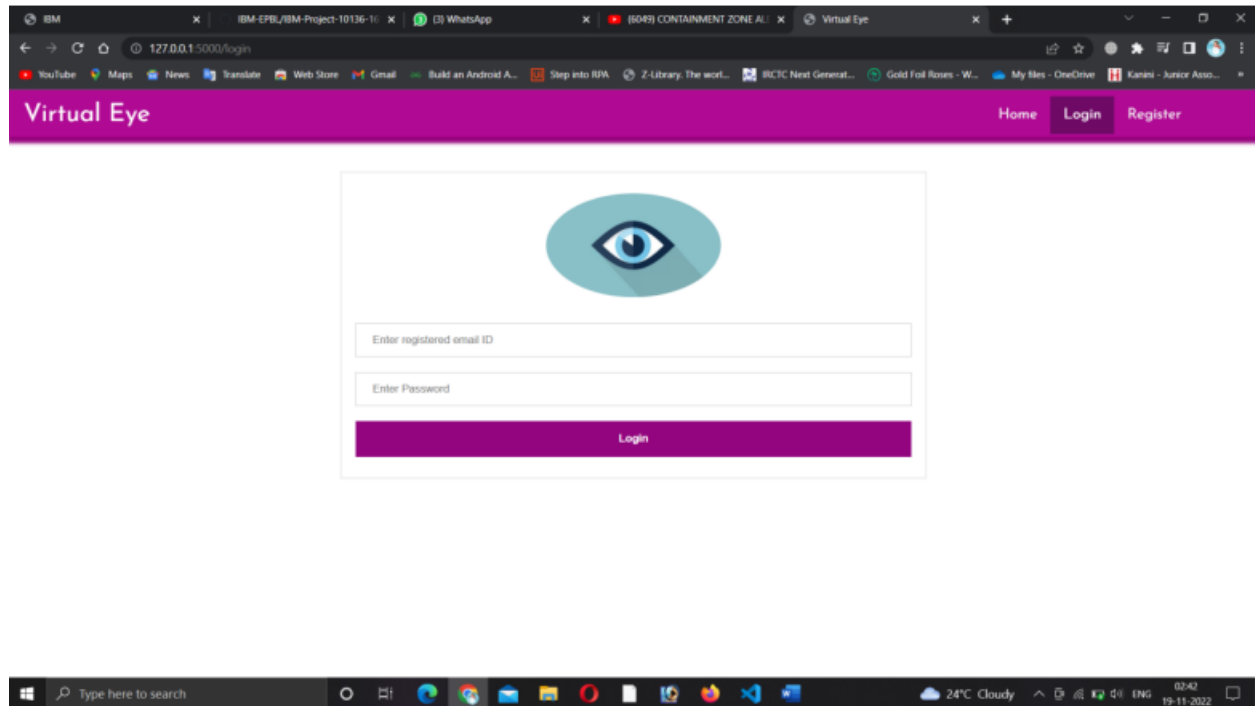 IBM
IBM-EPBL/IBM-Project-10136-16
(3) WhatsApp
(6049) CONTAINMENT ZONE AL
Virtual Eye
127.0.0.1:5000/login
YouTube
Maps
News
Translate
Web Store
Gmail
Build an Android A...
Step into RPA
Z-Library. The worl...
IRCTC Next Generat...
Gold Foil Roses - W...
My files - OneDrive
Kanini - Junior Asso...
Virtual Eye
Home
Login
Register
Enter registered email ID
Enter Password
Login
Type here to search
24°C Cloudy
ENG
02:42
19-11-2022